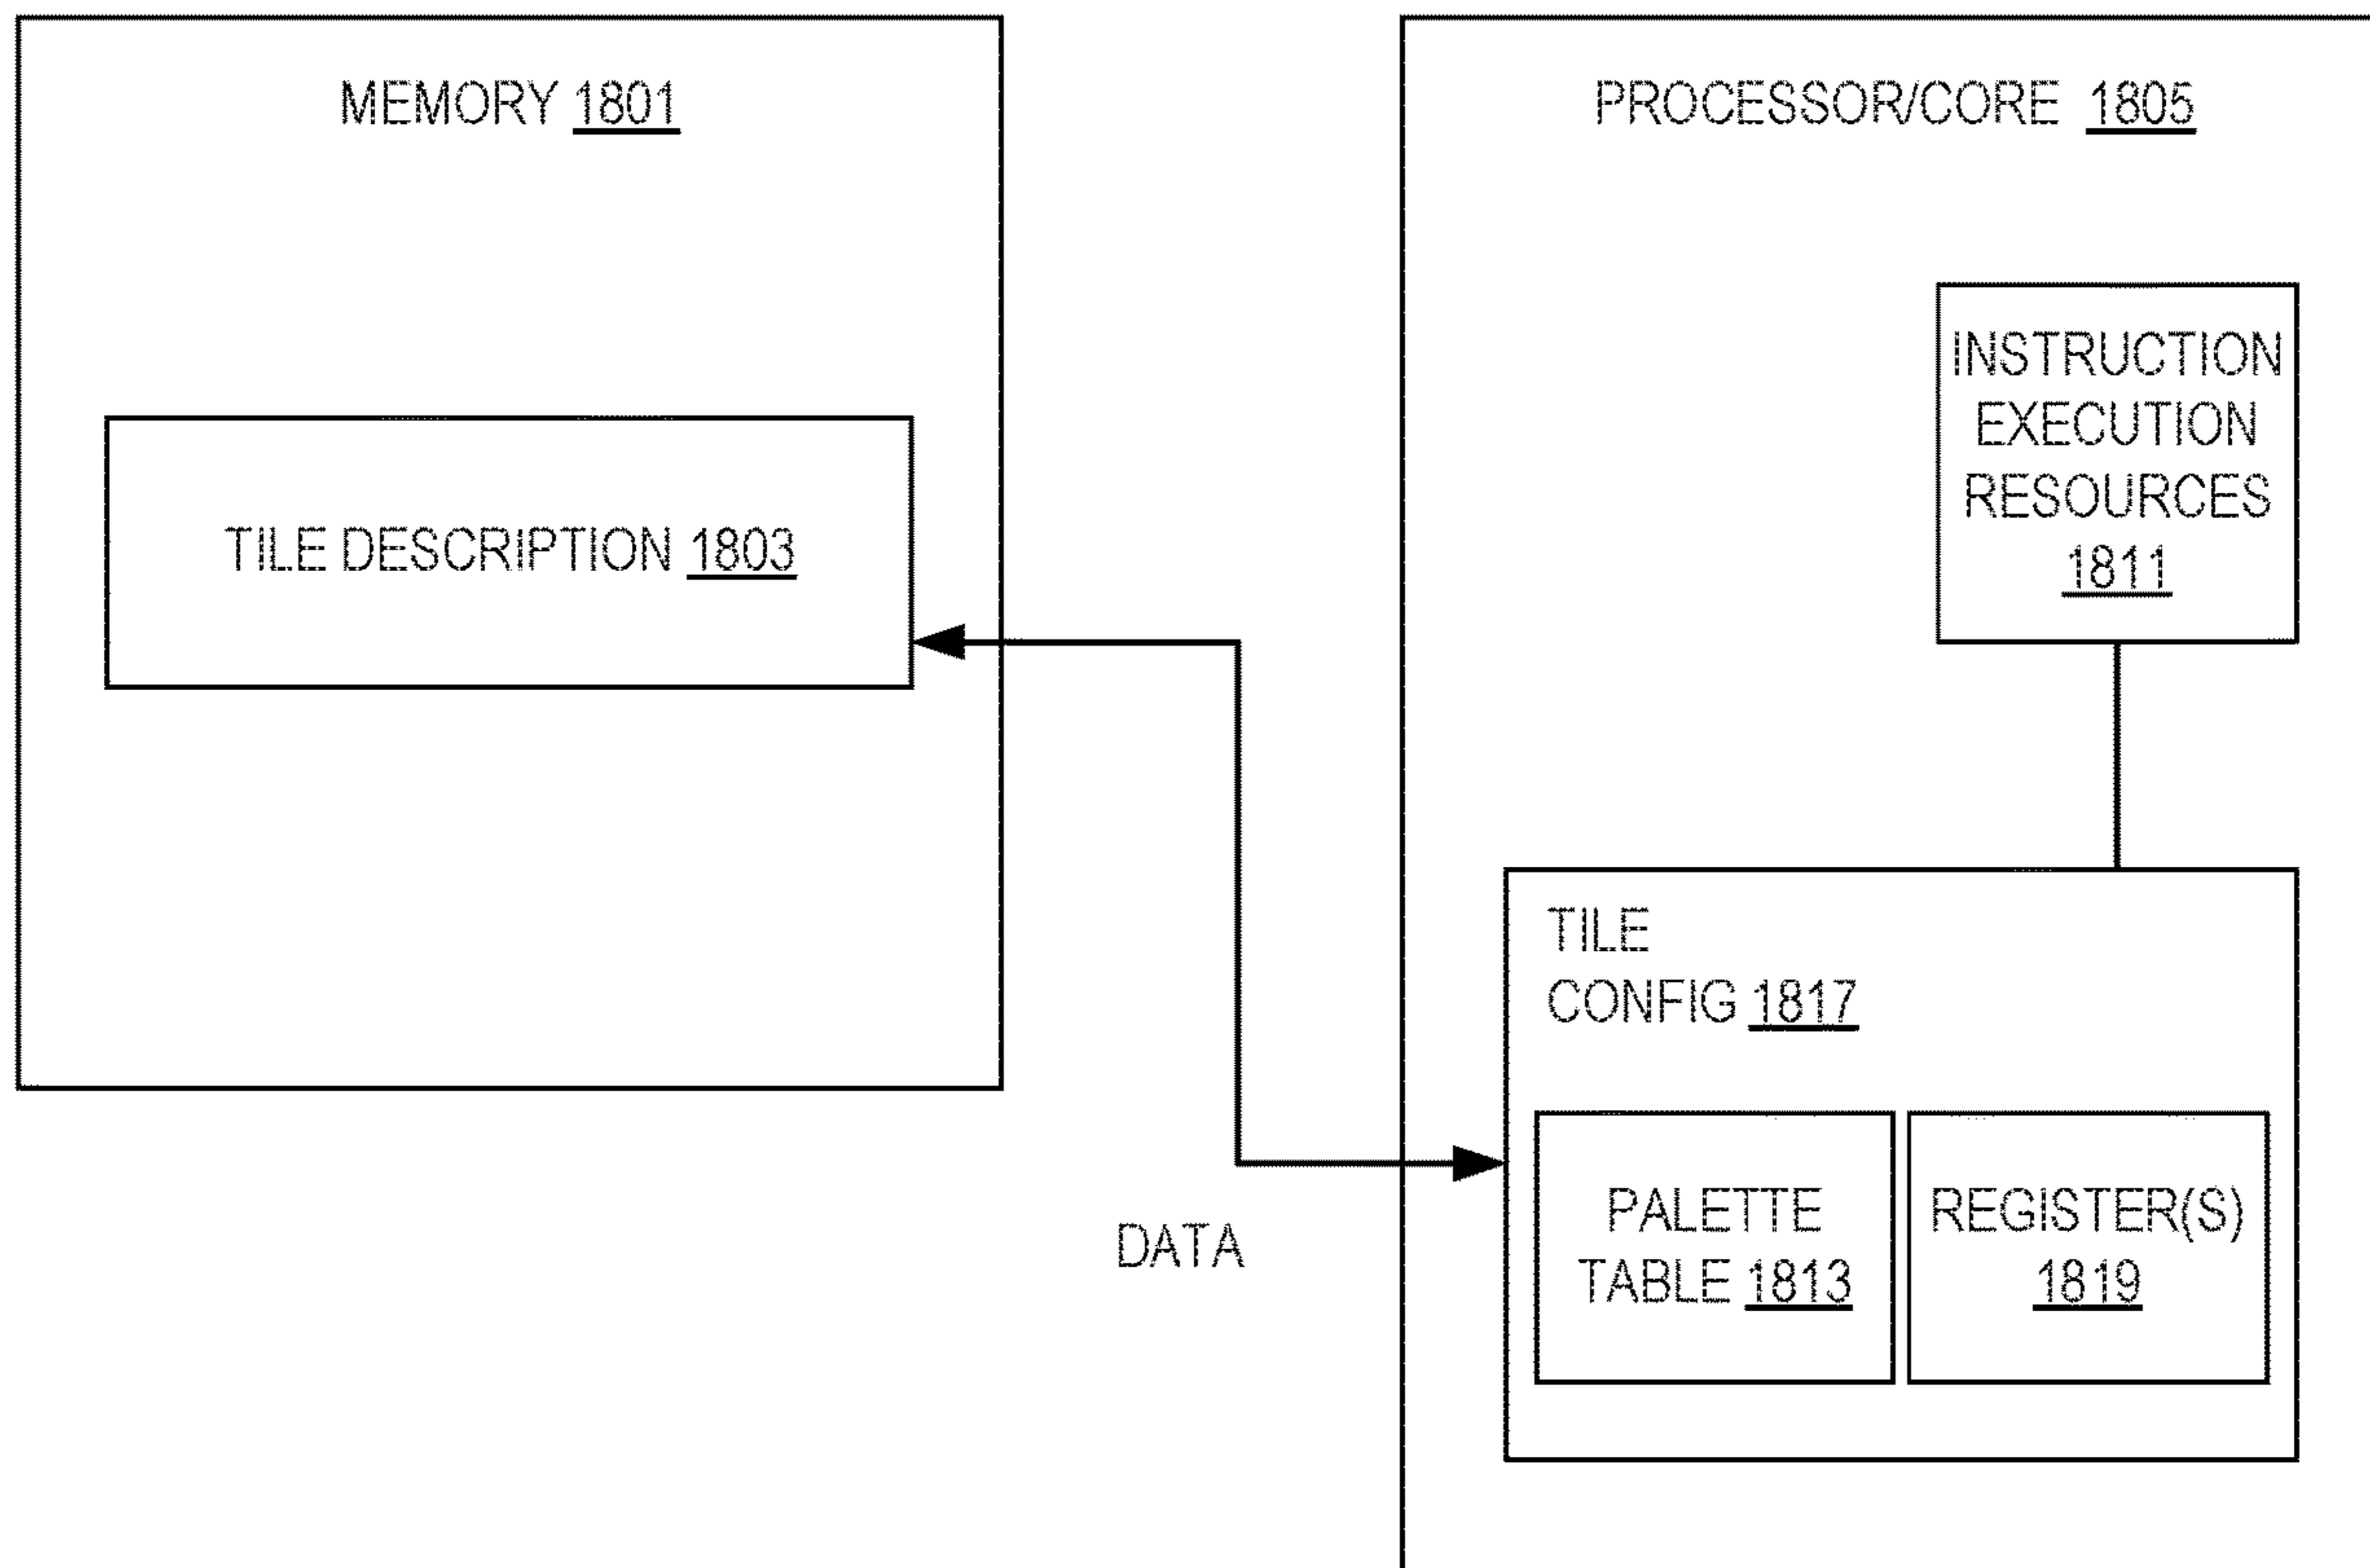 MEMORY 1801
PROCESSOR/CORE 1805
INSTRUCTION
EXECUTION
RESOURCES
1811
TILE DESCRIPTION 1803
TILE
CONFIG 1817
PALETTE
TABLE 1813
REGISTER(S)
1819
DATA